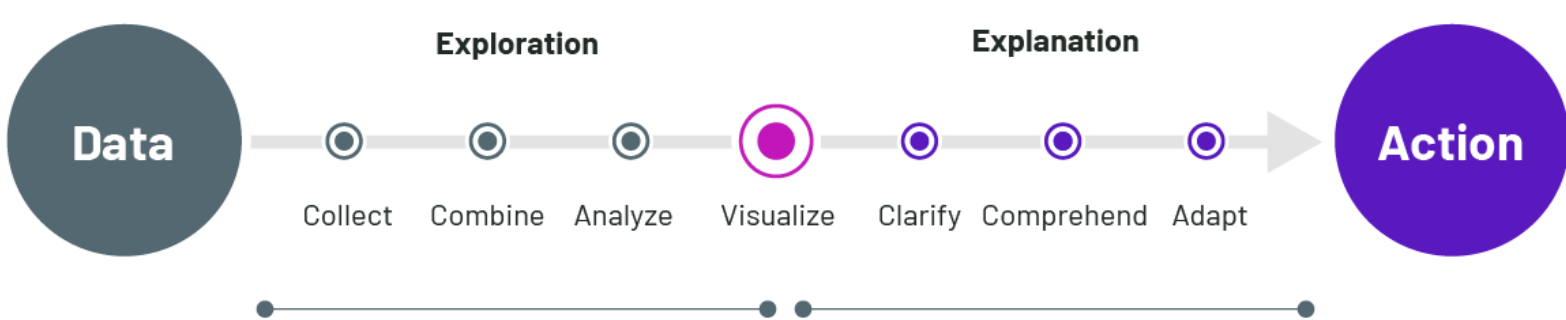 Exploration
Explanation
Data
Action
Collect
Combine
Analyze
Visualize
Clarify
Comprehend
Adapt